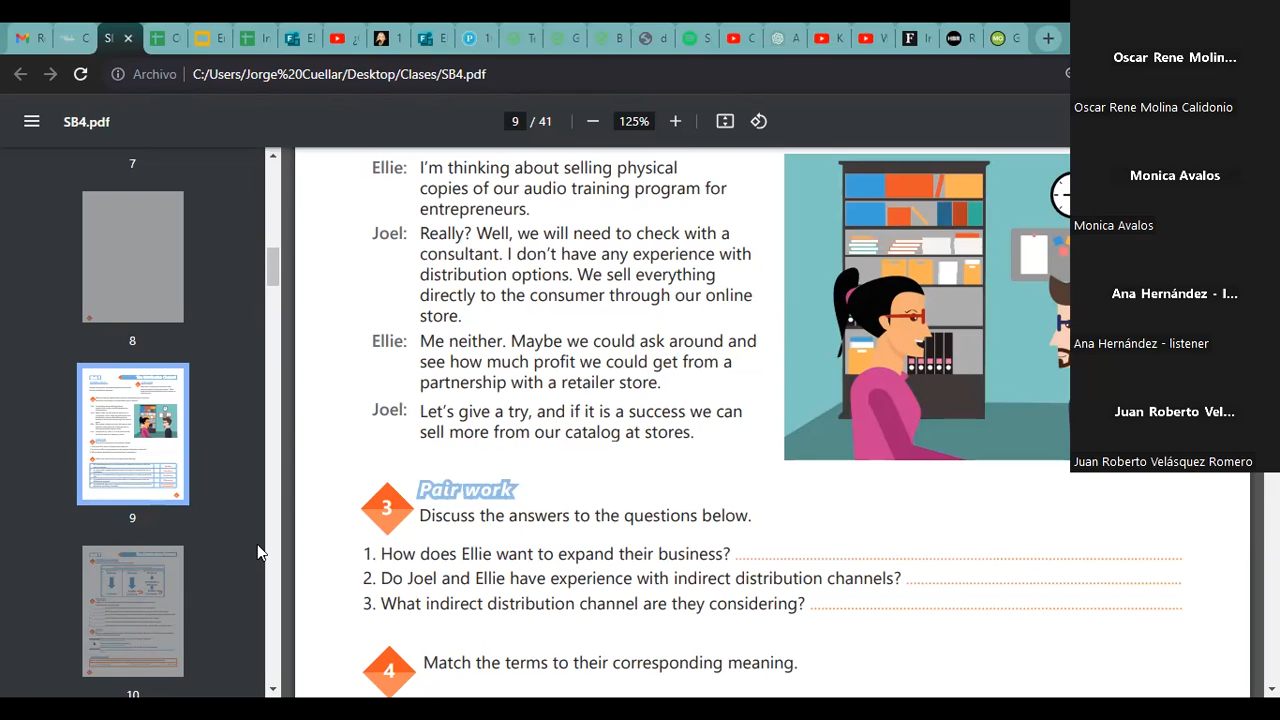 Archivo
C:/Users/Jorge%20Cuellar/Desktop/Clases/SB4.pdf
SB4.pdf
9 / 41
125%
7
8
9
10
Ellie: I'm thinking about selling physical
copies of our audio training program for
entrepreneurs.
Joel: Really? Well, we will need to check with a
consultant. I don't have any experience with
distribution options. We sell everything
directly to the consumer through our online
store.
Ellie: Me neither. Maybe we could ask around and
see how much profit we could get from a
partnership with a retailer store.
Joel: Let's give a try, and if it is a success we can
sell more from our catalog at stores.
3
Pair work
Discuss the answers to the questions below.
1. How does Ellie want to expand their business?
2. Do Joel and Ellie have experience with indirect distribution channels?
3. What indirect distribution channel are they considering?
4
Match the terms to their corresponding meaning.
Oscar Rene Molin...
Oscar Rene Molina Calidonio
Monica Avalos
Monica Avalos
Ana Hernández - l...
Ana Hernández - listener
Juan Roberto Vel...
Juan Roberto Velásquez Romero